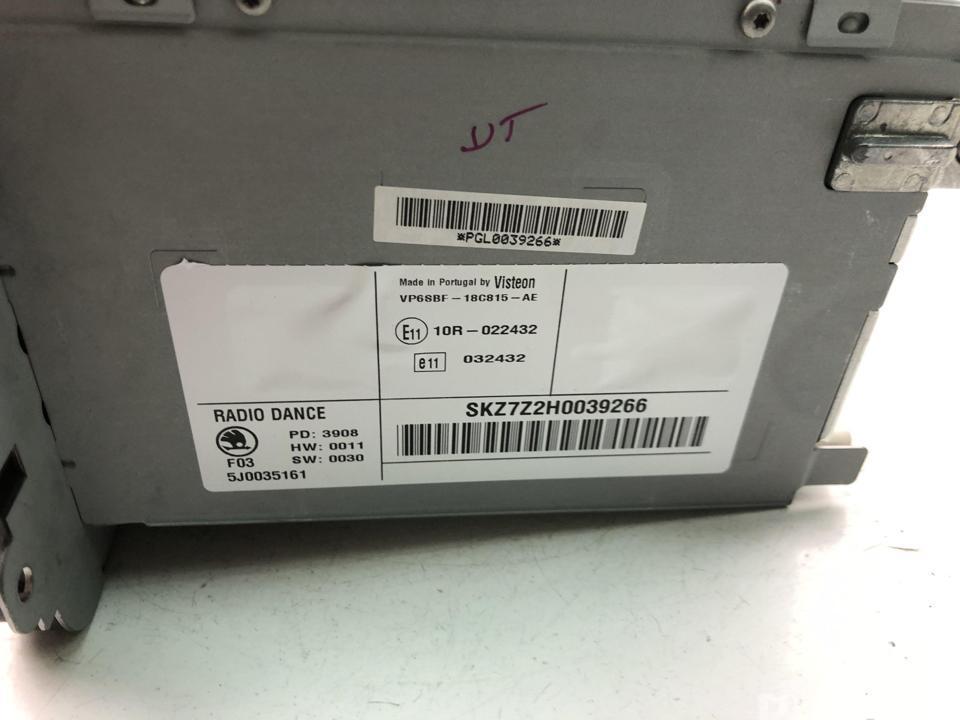 DT
*PGL0039266*
Made in Portugal by Visteon
VP6SBF-18C815-AE
E11 10R-022432
e11 032432
RADIO DANCE
SKZ7Z2H0039266
PD: 3908
HW: 0011
F03 SW: 0030
5J0035161